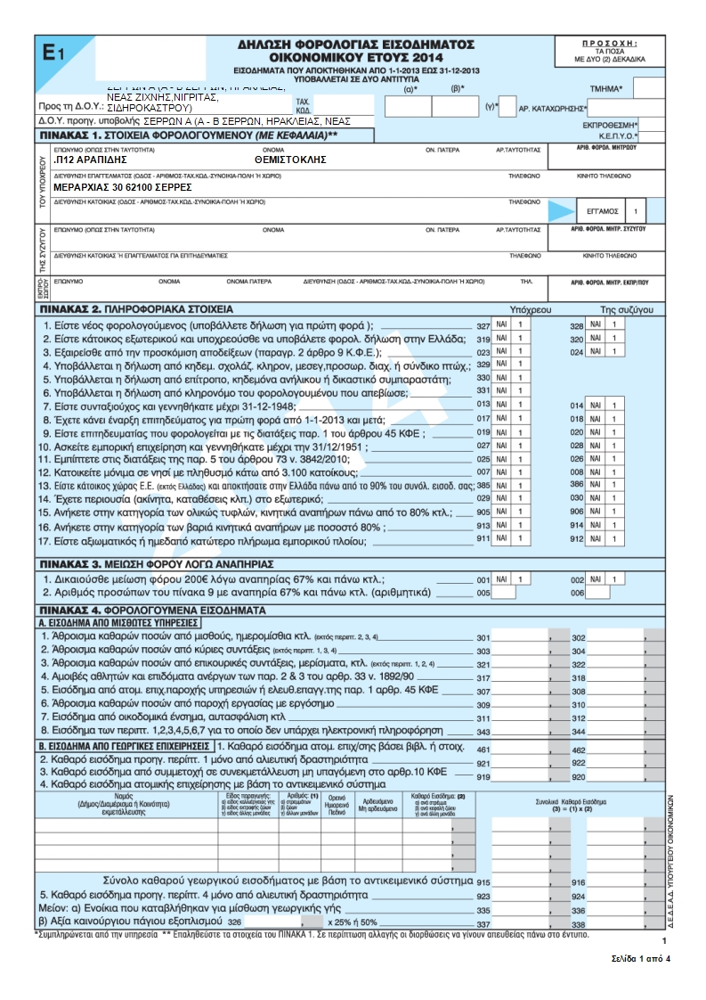 E1
ΔΗΛΩΣΗ ΦΟΡΟΛΟΓΙΑΣ ΕΙΣΟΔΗΜΑΤΟΣ
ΟΙΚΟΝΟΜΙΚΟΥ ΕΤΟΥΣ 2014
ΕΙΣΟΔΗΜΑΤΑ ΠΟΥ ΑΠΟΚΤΗΘΗΚΑΝ ΑΠΟ 1-1-2013 ΕΩΣ 31-12-2013
ΥΠΟΒΑΛΛΕΤΑΙ ΣΕ ΔΥΟ ΑΝΤΙΤΥΠΑ
ΠΡΟΣΟΧΗ:
ΤΑ ΠΟΣΑ
ΜΕ ΔΥΟ (2) ΔΕΚΑΔΙΚΑ
ΣΕΡΡΩΝ Α (Α - Β ΣΕΡΡΩΝ, ΗΡΑΚΛΕΙΑΣ,
ΝΕΑΣ ΖΙΧΝΗΣ,ΝΙΓΡΙΤΑΣ,
Προς τη Δ.Ο.Υ.: ΣΙΔΗΡΟΚΑΣΤΡΟΥ) ΤΑΧ. ΚΩΔ. (α)* (β)* (γ)* ΤΜΗΜΑ* ΑΡ. ΚΑΤΑΧΩΡΗΣΗΣ*
Δ.Ο.Υ. προηγ. υποβολής ΣΕΡΡΩΝ Α (Α - Β ΣΕΡΡΩΝ, ΗΡΑΚΛΕΙΑΣ, ΝΕΑΣ ΕΚΠΡΟΘΕΣΜΗ*
ΠΙΝΑΚΑΣ 1. ΣΤΟΙΧΕΙΑ ΦΟΡΟΛΟΓΟΥΜΕΝΟΥ (ΜΕ ΚΕΦΑΛΑΙΑ)** Κ.Ε.Π.Υ.Ο.*
ΤΟΥ ΥΠΟΧΡΕΟΥ
ΕΠΩΝΥΜΟ (ΟΠΩΣ ΣΤΗΝ ΤΑΥΤΟΤΗΤΑ) ΟΝΟΜΑ ΟΝ. ΠΑΤΕΡΑ ΑΡ.ΤΑΥΤΟΤΗΤΑΣ ΑΡΙΘ. ΦΟΡΟΛ. ΜΗΤΡΩΟΥ
.Π12 ΑΡΑΠΙΔΗΣ ΘΕΜΙΣΤΟΚΛΗΣ
ΔΙΕΥΘΥΝΣΗ ΕΠΑΓΓΕΛΜΑΤΟΣ (ΟΔΟΣ - ΑΡΙΘΜΟΣ-ΤΑΧ.ΚΩΔ.-ΣΥΝΟΙΚΙΑ-ΠΟΛΗ Ή ΧΩΡΙΟ) ΤΗΛΕΦΩΝΟ ΚΙΝΗΤΟ ΤΗΛΕΦΩΝΟ
ΜΕΡΑΡΧΙΑΣ 30 62100 ΣΕΡΡΕΣ
ΔΙΕΥΘΥΝΣΗ ΚΑΤΟΙΚΙΑΣ (ΟΔΟΣ - ΑΡΙΘΜΟΣ-ΤΑΧ.ΚΩΔ.-ΣΥΝΟΙΚΙΑ-ΠΟΛΗ Ή ΧΩΡΙΟ) ΤΗΛΕΦΩΝΟ
ΕΓΓΑΜΟΣ 1
ΤΗΣ ΣΥΖΥΓΟΥ
ΕΠΩΝΥΜΟ (ΟΠΩΣ ΣΤΗΝ ΤΑΥΤΟΤΗΤΑ) ΟΝΟΜΑ ΟΝ. ΠΑΤΕΡΑ ΑΡ.ΤΑΥΤΟΤΗΤΑΣ ΑΡΙΘ. ΦΟΡΟΛ. ΜΗΤΡ. ΣΥΖΥΓΟΥ
ΔΙΕΥΘΥΝΣΗ ΚΑΤΟΙΚΙΑΣ Ή ΕΠΑΓΓΕΛΜΑΤΟΣ ΓΙΑ ΕΠΙΤΗΔΕΥΜΑΤΙΕΣ ΤΗΛΕΦΩΝΟ ΚΙΝΗΤΟ ΤΗΛΕΦΩΝΟ
ΕΚΠΡΟ-ΣΩΠΟΥ
ΕΠΩΝΥΜΟ ΟΝΟΜΑ ΟΝΟΜΑ ΠΑΤΕΡΑ ΔΙΕΥΘΥΝΣΗ (ΟΔΟΣ - ΑΡΙΘΜΟΣ-ΤΑΧ.ΚΩΔ.-ΣΥΝΟΙΚΙΑ-ΠΟΛΗ Ή ΧΩΡΙΟ) ΤΗΛ. ΑΡΙΘ. ΦΟΡΟΛ. ΜΗΤΡ. ΕΚΠΡ/ΠΟΥ
ΠΙΝΑΚΑΣ 2. ΠΛΗΡΟΦΟΡΙΑΚΑ ΣΤΟΙΧΕΙΑ Υπόχρεου Της συζύγου
1. Είστε νέος φορολογούμενος (υποβάλλετε δήλωση για πρώτη φορά ); 327 ΝΑΙ 1 328 ΝΑΙ 1
2. Είστε κάτοικος εξωτερικού και υποχρεούσθε να υποβάλετε φορολ. δήλωση στην Ελλάδα; 319 ΝΑΙ 1 320 ΝΑΙ 1
3. Εξαιρείσθε από την προσκόμιση αποδείξεων (παραγρ. 2 άρθρο 9 Κ.Φ.Ε.); 023 ΝΑΙ 1 024 ΝΑΙ 1
4. Υποβάλλεται η δήλωση από κηδεμ. σχολάζ. κληρον, μεσεγ,προσωρ. διαχ. ή σύνδικο πτώχ.; 329 ΝΑΙ 1
5. Υποβάλλεται η δήλωση από επίτροπο, κηδεμόνα ανήλικου ή δικαστικό συμπαραστάτη; 330 ΝΑΙ 1
6. Υποβάλλεται η δήλωση από κληρονόμο του φορολογουμένου που απεβίωσε; 331 ΝΑΙ 1
7. Είστε συνταξιούχος και γεννηθήκατε μέχρι 31-12-1948; 013 ΝΑΙ 1 014 ΝΑΙ 1
8. Έχετε κάνει έναρξη επιτηδεύματος για πρώτη φορά από 1-1-2013 και μετά; 017 ΝΑΙ 1 018 ΝΑΙ 1
9. Είστε επιτηδευματίας που φορολογείται με τις διατάξεις παρ. 1 του άρθρου 45 ΚΦΕ ; 019 ΝΑΙ 1 020 ΝΑΙ 1
10. Ασκείτε εμπορική επιχείρηση και γεννηθήκατε μέχρι την 31/12/1951 ; 027 ΝΑΙ 1 028 ΝΑΙ 1
11. Εμπίπτετε στις διατάξεις της παρ. 5 του άρθρου 73 ν. 3842/2010; 025 ΝΑΙ 1 026 ΝΑΙ 1
12. Κατοικείτε μόνιμα σε νησί με πληθυσμό κάτω από 3.100 κατοίκους; 007 ΝΑΙ 1 008 ΝΑΙ 1
13. Είστε κάτοικος χώρας Ε.Ε. (εκτός Ελλάδας) και αποκτήσατε στην Ελλάδα πάνω από το 90% του συνόλ. εισοδ. σας; 385 ΝΑΙ 1 386 ΝΑΙ 1
14. Έχετε περιουσία (ακίνητα, καταθέσεις κλπ.) στο εξωτερικό; 029 ΝΑΙ 1 030 ΝΑΙ 1
15. Ανήκετε στην κατηγορία των ολικώς τυφλών, κινητικά αναπήρων πάνω από το 80% κτλ.; 905 ΝΑΙ 1 906 ΝΑΙ 1
16. Ανήκετε στην κατηγορία των βαριά κινητικά αναπήρων με ποσοστό 80% ; 913 ΝΑΙ 1 914 ΝΑΙ 1
17. Είστε αξιωματικός ή ημεδαπό κατώτερο πλήρωμα εμπορικού πλοίου; 911 ΝΑΙ 1 912 ΝΑΙ 1
2014
ΠΙΝΑΚΑΣ 3. ΜΕΙΩΣΗ ΦΟΡΟΥ ΛΟΓΩ ΑΝΑΠΗΡΙΑΣ
1. Δικαιούσθε μείωση φόρου 200€ λόγω αναπηρίας 67% και πάνω κτλ.; 001 ΝΑΙ 1 002 ΝΑΙ 1
2. Αριθμός προσώπων του πίνακα 9 με αναπηρία 67% και πάνω κτλ. (αριθμητικά) 005 006
ΠΙΝΑΚΑΣ 4. ΦΟΡΟΛΟΓΟΥΜΕΝΑ ΕΙΣΟΔΗΜΑΤΑ
Α. ΕΙΣΟΔΗΜΑ ΑΠΟ ΜΙΣΘΩΤΕΣ ΥΠΗΡΕΣΙΕΣ
1. Άθροισμα καθαρών ποσών από μισθούς, ημερομίσθια κτλ. (εκτός περιπτ. 2, 3, 4) 301 , 302 ,
2. Άθροισμα καθαρών ποσών από κύριες συντάξεις (εκτός περιπτ. 1, 3, 4) 303 , 304 ,
3. Άθροισμα καθαρών ποσών από επικουρικές συντάξεις, μερίσματα, κτλ. (εκτός περιπτ. 1, 2, 4) 321 , 322 ,
4. Αμοιβές αθλητών και επιδόματα ανέργων των παρ. 2 & 3 του αρθρ. 33 ν. 1892/90 317 , 318 ,
5. Εισόδημα από ατομ. επιχ.παροχής υπηρεσιών ή ελευθ.επαγγ.της παρ. 1 αρθρ. 45 ΚΦΕ 307 , 308 ,
6. Άθροισμα καθαρών ποσών από παροχή εργασίας με εργόσημο 309 , 310 ,
7. Εισόδημα από οικοδομικά ένσημα, αυτασφάλιση κτλ 311 , 312 ,
8. Εισόδημα των περιπτ. 1,2,3,4,5,6,7 για το οποίο δεν υπάρχει ηλεκτρονική πληροφόρηση 343 , 344 ,
Β. ΕΙΣΟΔΗΜΑ ΑΠΟ ΓΕΩΡΓΙΚΕΣ ΕΠΙΧΕΙΡΗΣΕΙΣ 1. Καθαρό εισόδημα ατομ. επιχ/σης βάσει βιβλ. ή στοιχ. 461 , 462 ,
2. Καθαρό εισόδημα προηγ. περίπτ. 1 μόνο από αλιευτική δραστηριότητα 921 , 922 ,
3. Καθαρό εισόδημα από συμμετοχή σε συνεκμετάλλευση μη υπαγόμενη στο αρθρ.10 ΚΦΕ 919 , 920 ,
4. Καθαρό εισόδημα ατομικής επιχείρησης με βάση το αντικειμενικό σύστημα
Νομός
(Δήμος/Διαμέρισμα ή Κοινότητα)
εκμετάλλευσης
Είδος παραγωγής:
α) είδος καλλιέργειας γης
β) είδος εκτροφής ζώων
γ) είδος άλλης μονάδας
Αριθμός: (1)
α) στρεμμάτων
β) ζώων
γ) άλλων μονάδων
Ορεινό
Ημιορεινό
Πεδινό
Αρδευόμενο
Μη αρδευόμενο
Καθαρό Εισόδημα: (2)
α) ανά στρέμμα
β) ανά κεφαλή ζώου
γ) ανά άλλη μονάδα
Συνολικό Καθαρό Εισόδημα
(3) = (1) x (2)
Σύνολο καθαρού γεωργικού εισοδήματος με βάση το αντικειμενικό σύστημα 915 , 916 ,
5. Καθαρό εισόδημα προηγ. περίπτ. 4 μόνο από αλιευτική δραστηριότητα 923 , 924 ,
Μείον: α) Ενοίκια που καταβλήθηκαν για μίσθωση γεωργικής γής 335 , 336 ,
β) Αξία καινούργιου πάγιου εξοπλισμού 326 , x 25% ή 50% 337 , 338 ,
*Συμπληρώνεται από την υπηρεσία ** Επαληθεύστε τα στοιχεία του ΠΙΝΑΚΑ 1. Σε περίπτωση αλλαγής οι διορθώσεις να γίνουν απευθείας πάνω στο έντυπο.
Δ.Ε.Δ.Ε.Α.Δ. ΥΠΟΥΡΓΕΙΟΥ ΟΙΚΟΝΟΜΙΚΩΝ
1
Σελίδα 1 από 4